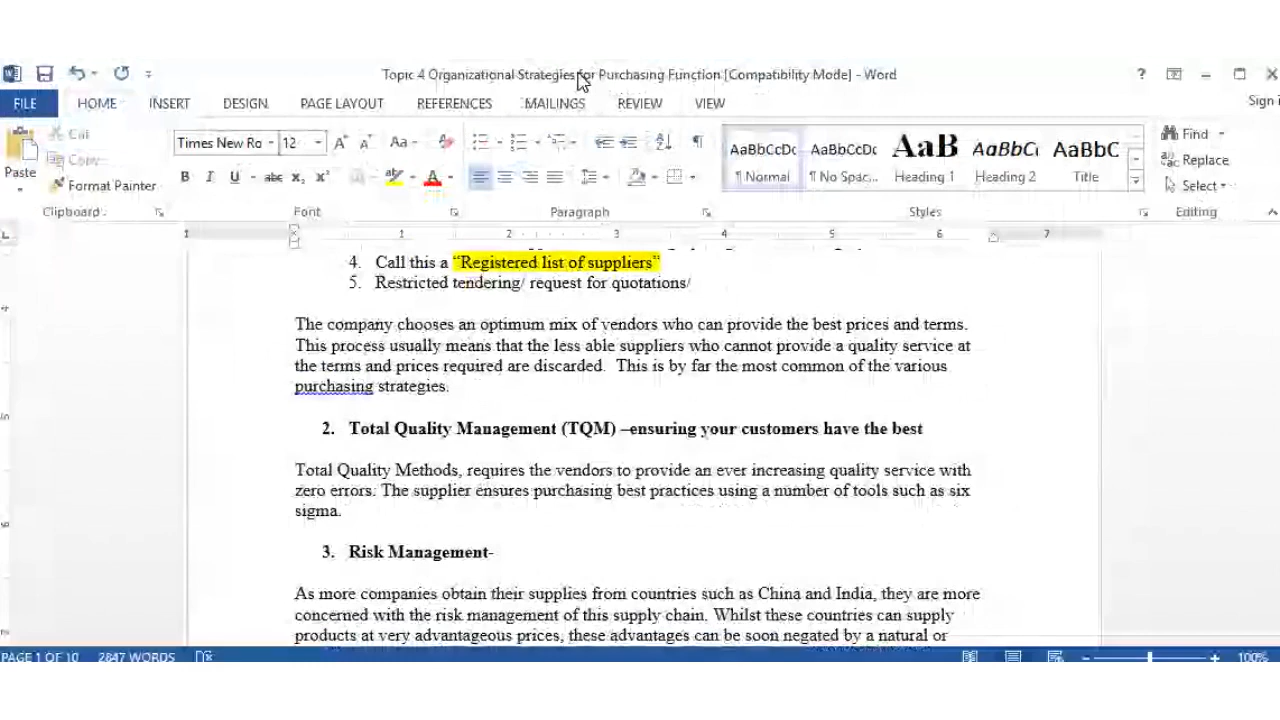 Topic 4 Organizational Strategies for Purchasing Function [Compatibility Mode] - Word
?
Sign i
FILE HOME INSERT DESIGN PAGE LAYOUT REFERENCES MAILINGS REVIEW VIEW
Cut
Copy
Paste
Format Painter
Times New Ro 12
AaBbCcDc AaBbCcDc AaB AaBbCc AaBbC
¶ Normal ¶ No Spac... Heading 1 Heading 2 Title
Find
Replace
Select
Clipboard Font Paragraph Styles Editing
1 1 2 3 4 5 6 7
4. Call this a “Registered list of suppliers”
5. Restricted tendering/ request for quotations/
The company chooses an optimum mix of vendors who can provide the best prices and terms.
This process usually means that the less able suppliers who cannot provide a quality service at
the terms and prices required are discarded. This is by far the most common of the various
purchasing strategies.
2. Total Quality Management (TQM) –ensuring your customers have the best
Total Quality Methods, requires the vendors to provide an ever increasing quality service with
zero errors. The supplier ensures purchasing best practices using a number of tools such as six
sigma.
3. Risk Management-
As more companies obtain their supplies from countries such as China and India, they are more
concerned with the risk management of this supply chain. Whilst these countries can supply
products at very advantageous prices, these advantages can be soon negated by a natural or
PAGE 1 OF 10 2847 WORDS 100%